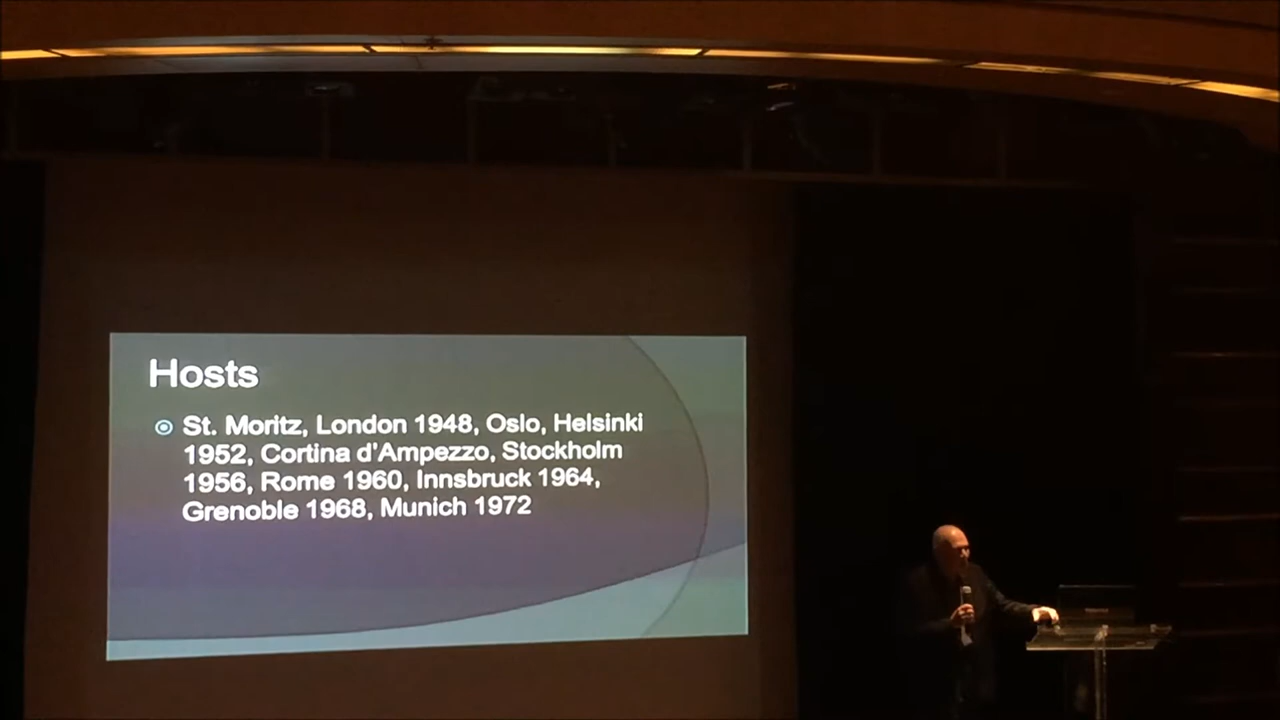 Hosts
St. Moritz, London 1948, Oslo, Helsinki
1952, Cortina d'Ampezzo, Stockholm
1956, Rome 1960, Innsbruck 1964,
Grenoble 1968, Munich 1972